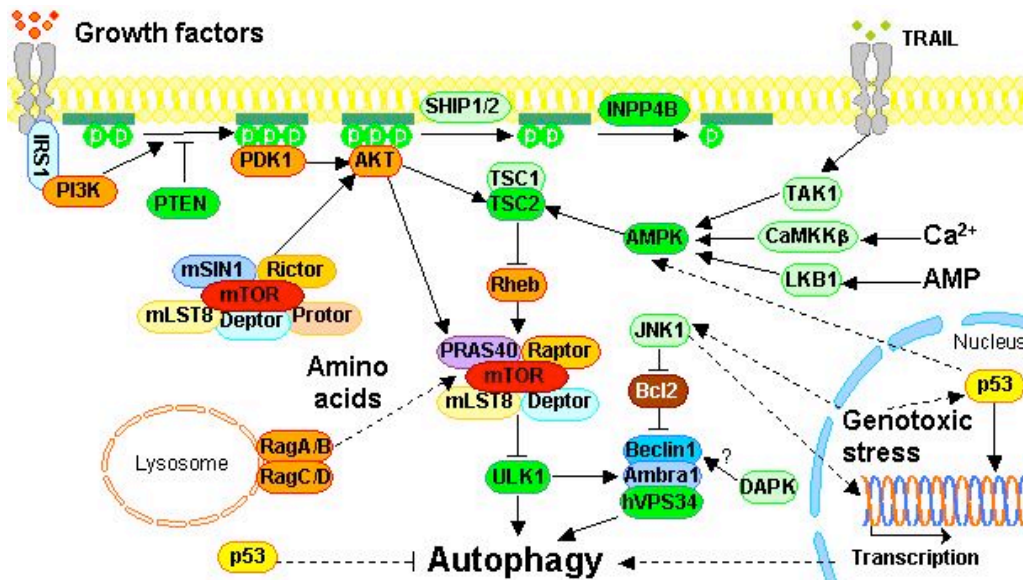 Growth factors
TRAIL
SHIP1/2
INPP4B
p p
p p p
p p p
p p
p
IRS1
PI3K
PTEN
PDK1
AKT
TSC1
TSC2
TAK1
AMPK
CaMKKβ
Ca²⁺
LKB1
AMP
mSIN1
Rictor
mTOR
mLST8
Deptor
Protor
Rheb
JNK1
Nucleus
PRAS40
Raptor
mTOR
mLST8
Deptor
Amino
acids
Bcl2
p53
Genotoxic
stress
Lysosome
RagA/B
RagC/D
ULK1
Beclin1
Ambra1
hVPS34
?
DAPK
p53
Autophagy
Transcription